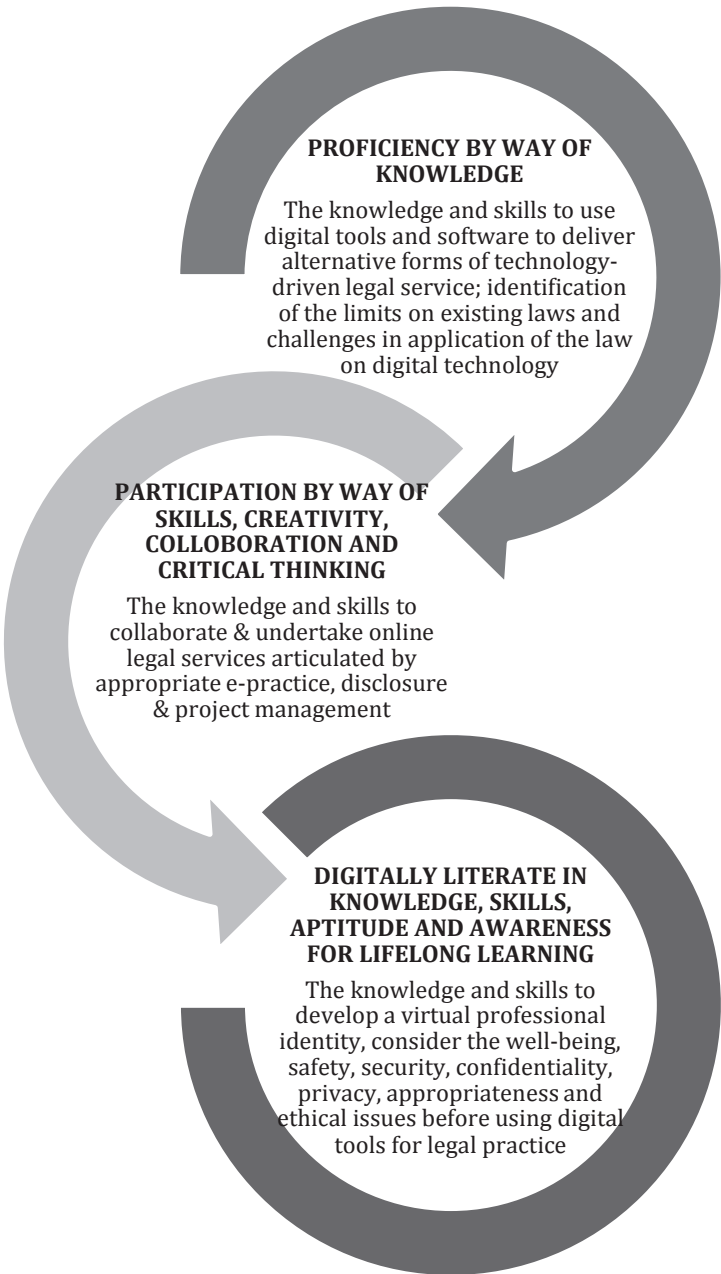 PROFICIENCY BY WAY OF
KNOWLEDGE
The knowledge and skills to use
digital tools and software to deliver
alternative forms of technology-
driven legal service; identification
of the limits on existing laws and
challenges in application of the law
on digital technology
PARTICIPATION BY WAY OF
SKILLS, CREATIVITY,
COLLOBORATION AND
CRITICAL THINKING
The knowledge and skills to
collaborate & undertake online
legal services articulated by
appropriate e-practice, disclosure
& project management
DIGITALLY LITERATE IN
KNOWLEDGE, SKILLS,
APTITUDE AND AWARENESS
FOR LIFELONG LEARNING
The knowledge and skills to
develop a virtual professional
identity, consider the well-being,
safety, security, confidentiality,
privacy, appropriateness and
ethical issues before using digital
tools for legal practice